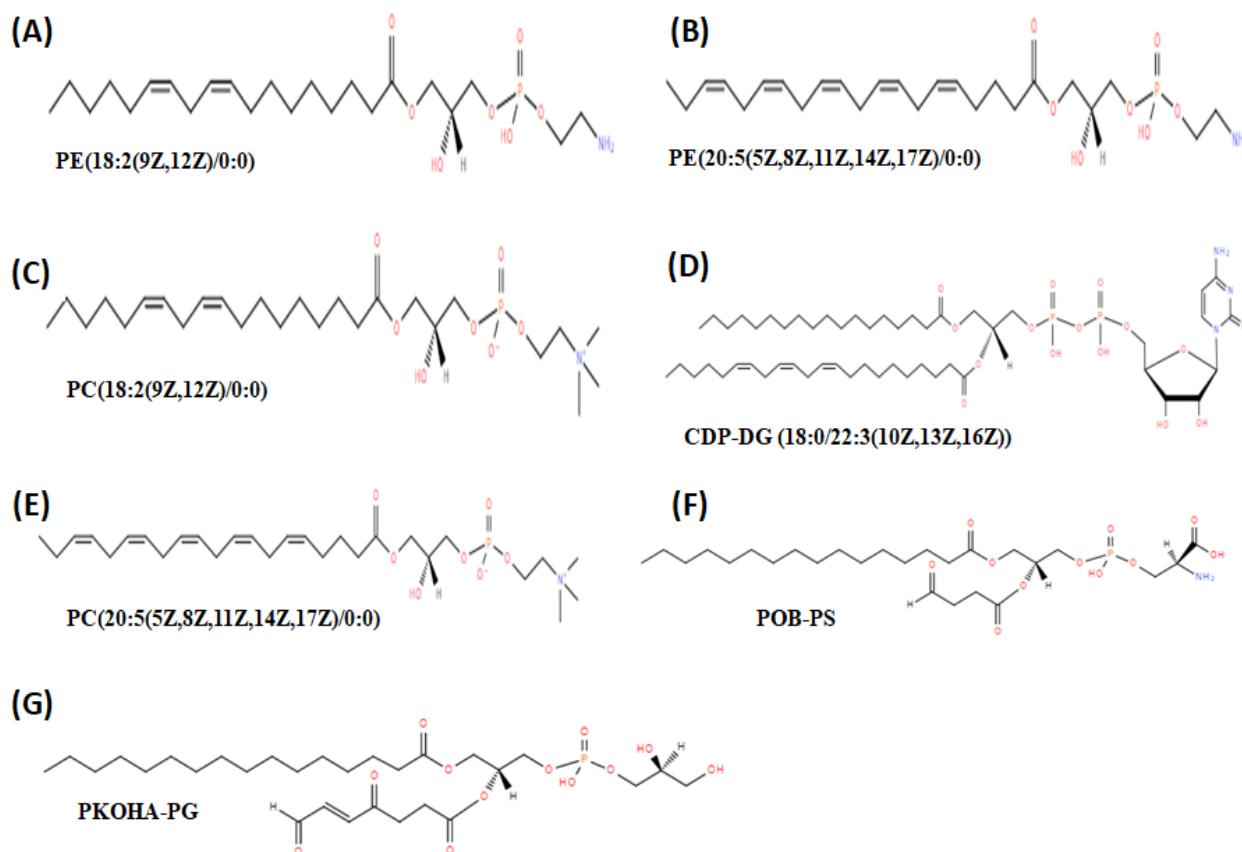 (A)
PE(18:2(9Z,12Z)/0:0)
(B)
PE(20:5(5Z,8Z,11Z,14Z,17Z)/0:0)
(C)
PC(18:2(9Z,12Z)/0:0)
(D)
CDP-DG (18:0/22:3(10Z,13Z,16Z))
(E)
PC(20:5(5Z,8Z,11Z,14Z,17Z)/0:0)
(F)
POB-PS
(G)
PKOHA-PG